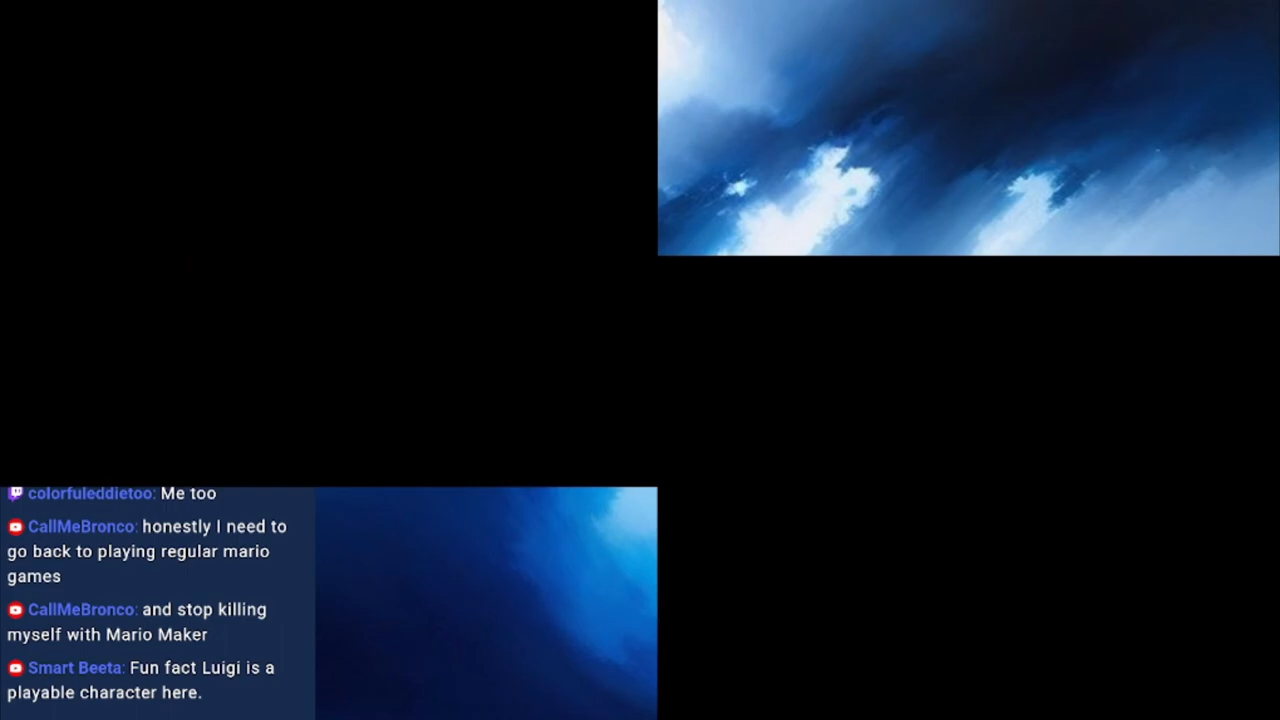 colorfuleddietoo: Me too
CallMeBronco: honestly I need to
go back to playing regular mario
games
CallMeBronco: and stop killing
myself with Mario Maker
Smart Beeta: Fun fact Luigi is a
playable character here.